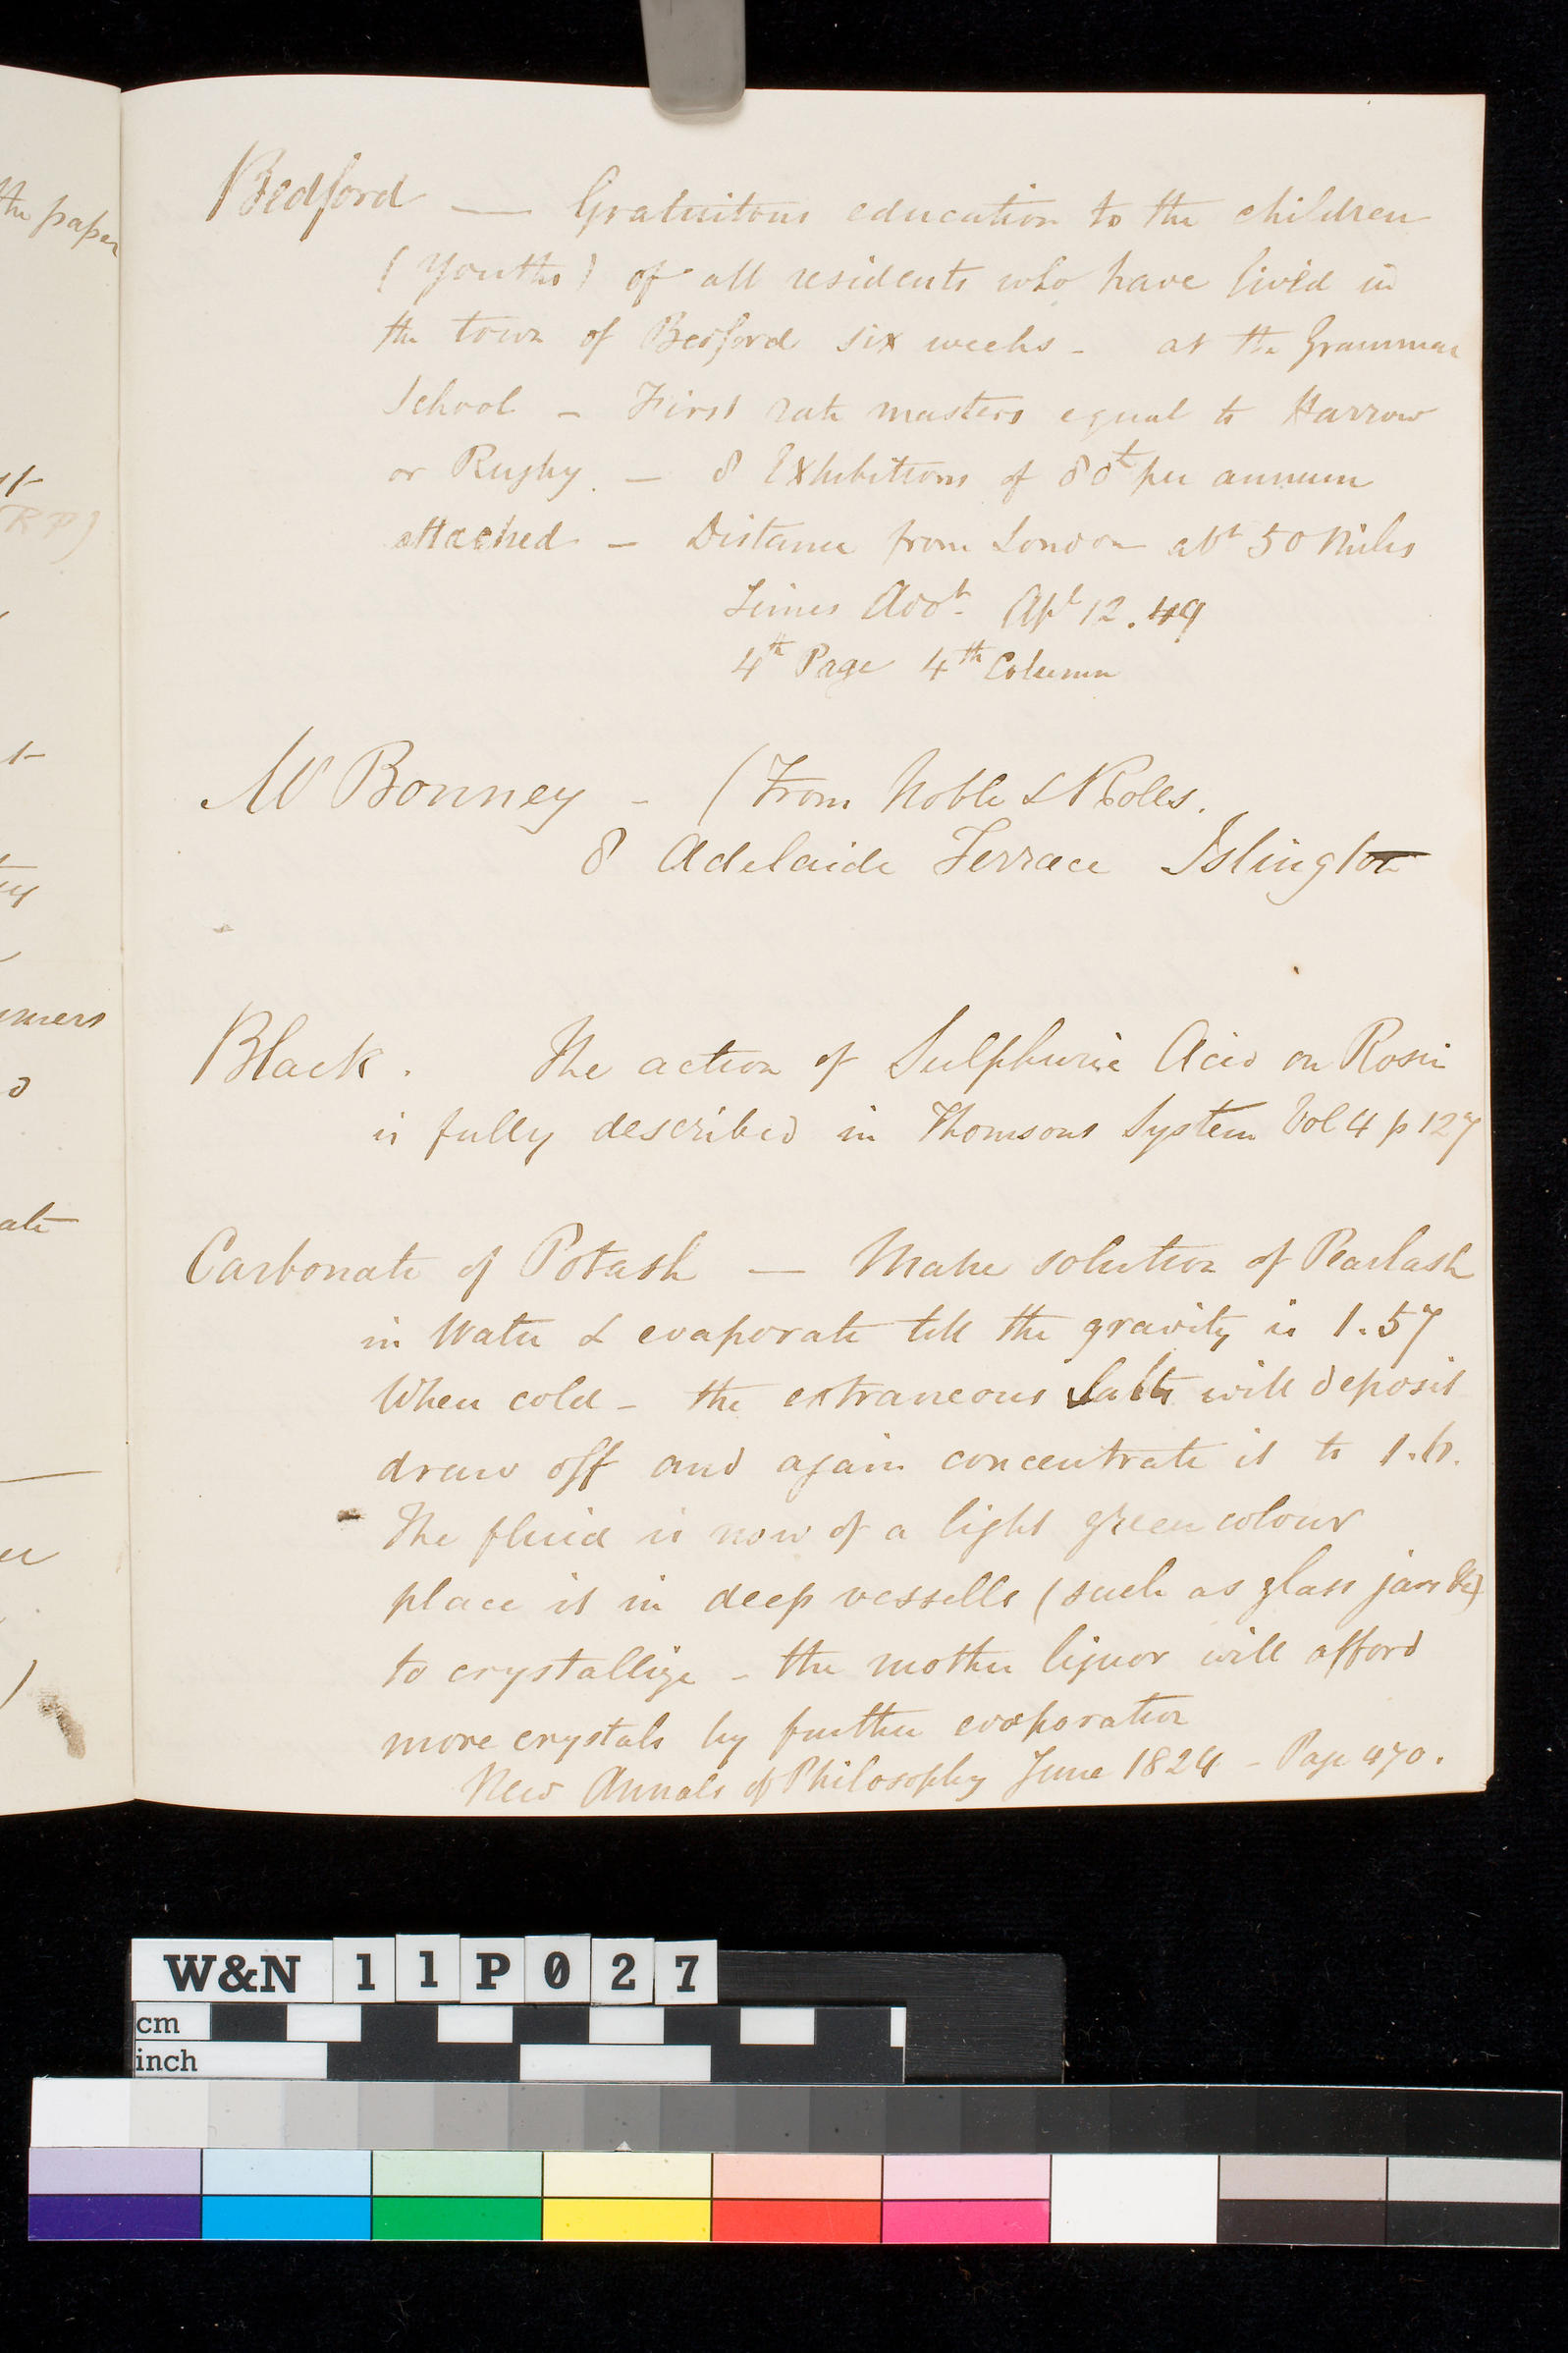 the paper
RP)
Bedford — Gratuitous education to the children
(Youths) of all residents who have lived in
the town of Bedford six weeks - at the Grammar
School - First rate masters equal to Harrow
or Rugby. — 8 Exhibitions of 80£ per annum
attached - Distance from London abt 50 Miles
Times Advt. Apl 12. 49
4th Page 4th Column
Mr Bonney - (From Noble &
8 Adelaide Terrace Islington
Black. The action of Sulphuric Acid on Rosin
is fully described in Thomsons System Vol 4 p 127
Carbonate of Potash — Make solution of Pearlash
in Water & evaporate till the gravity is 1.57
When cold - the extraneous Salts will deposit
draw off and again concentrate it to 1.6.
The fluid is now of a light green colour
place it in deep vessells (such as glass jars &c)
to crystallize - the mother liquor will afford
more crystals by further evaporation
New Annals of Philosophy June 1824 - Page 470.
W&N 11P027
cm
inch